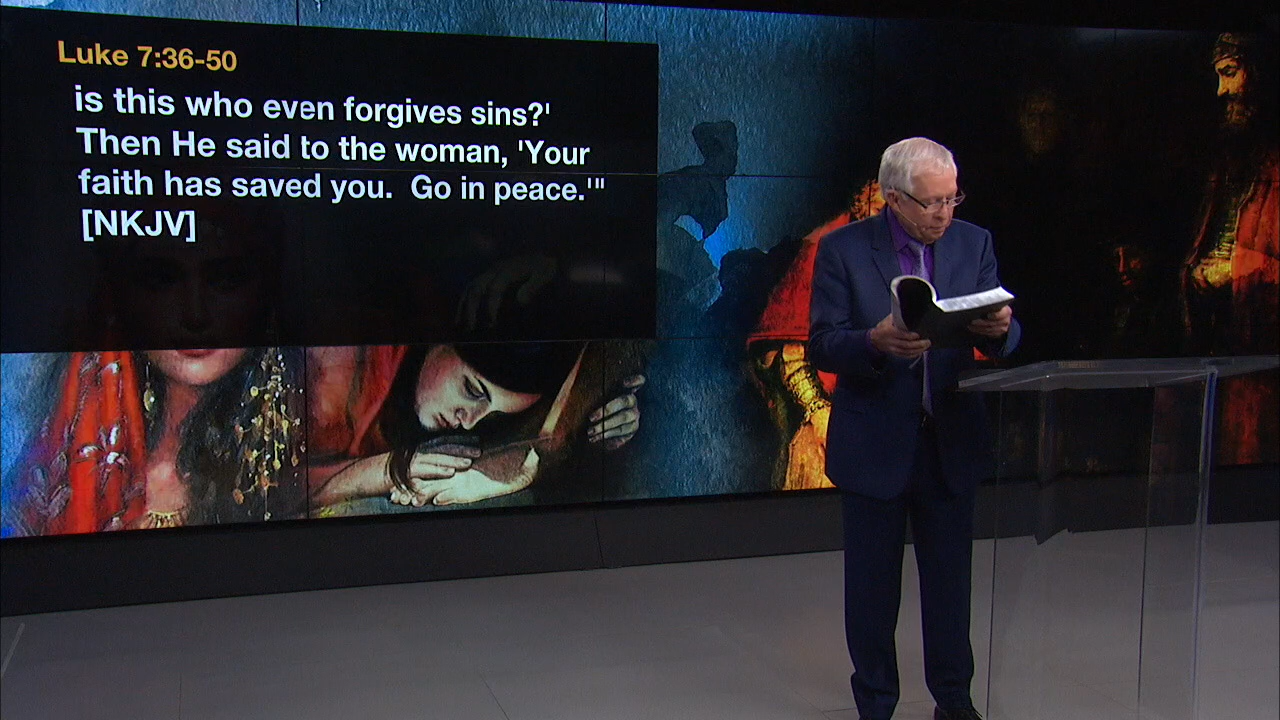 Luke 7:36-50
is this who even forgives sins?'
Then He said to the woman, 'Your
faith has saved you.  Go in peace.'"
[NKJV]